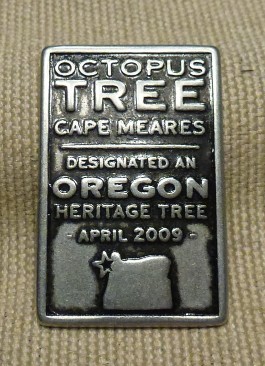 OCTOPUS
TREE
CAPE MEARES
DESIGNATED AN
OREGON
HERITAGE TREE
- APRIL 2009 -